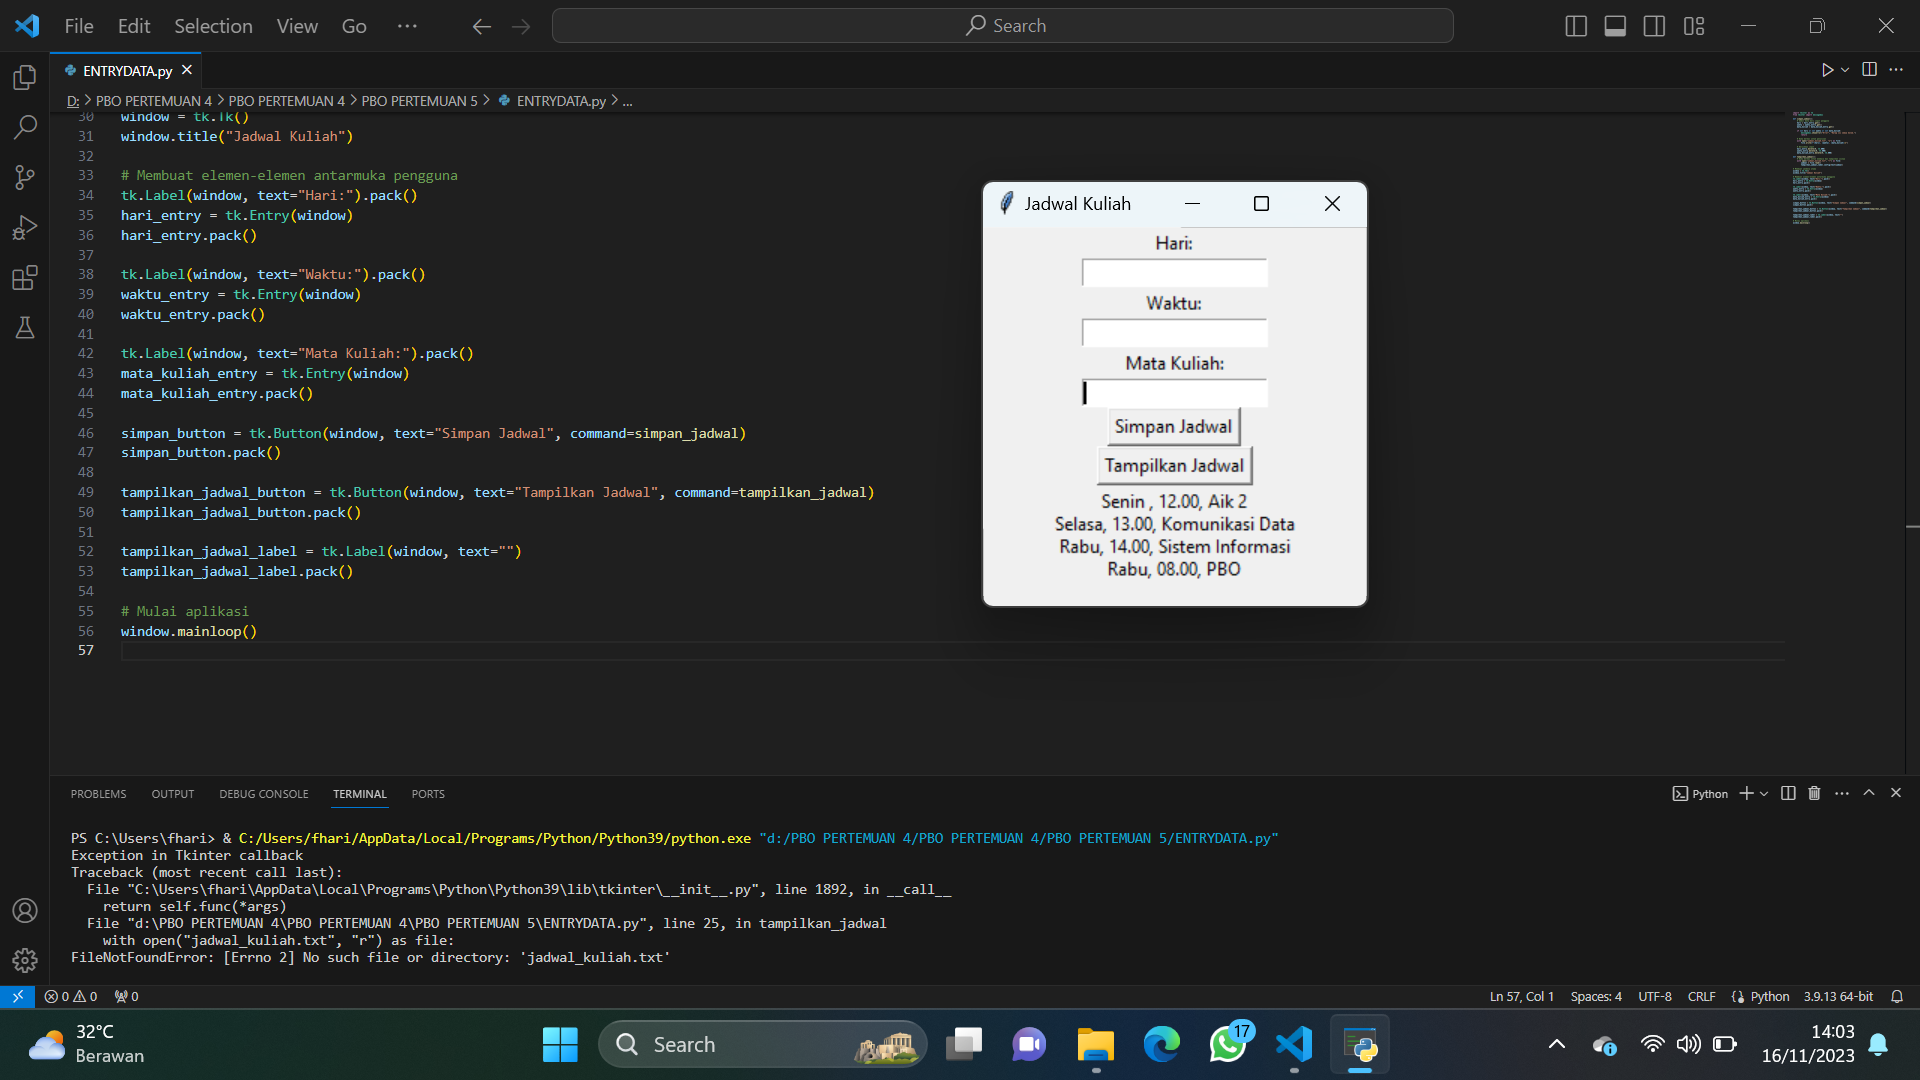 File Edit Selection View Go ··· Search
ENTRYDATA.py
D: > PBO PERTEMUAN 4 > PBO PERTEMUAN 4 > PBO PERTEMUAN 5 > ENTRYDATA.py > ...
30 window = tk.Tk()
31 window.title("Jadwal Kuliah")
32
33 # Membuat elemen-elemen antarmuka pengguna
34 tk.Label(window, text="Hari:").pack()
35 hari_entry = tk.Entry(window)
36 hari_entry.pack()
37
38 tk.Label(window, text="Waktu:").pack()
39 waktu_entry = tk.Entry(window)
40 waktu_entry.pack()
41
42 tk.Label(window, text="Mata Kuliah:").pack()
43 mata_kuliah_entry = tk.Entry(window)
44 mata_kuliah_entry.pack()
45
46 simpan_button = tk.Button(window, text="Simpan Jadwal", command=simpan_jadwal)
47 simpan_button.pack()
48
49 tampilkan_jadwal_button = tk.Button(window, text="Tampilkan Jadwal", command=tampilkan_jadwal)
50 tampilkan_jadwal_button.pack()
51
52 tampilkan_jadwal_label = tk.Label(window, text="")
53 tampilkan_jadwal_label.pack()
54
55 # Mulai aplikasi
56 window.mainloop()
57
Jadwal Kuliah
Hari:
Waktu:
Mata Kuliah:
Simpan Jadwal
Tampilkan Jadwal
Senin , 12.00, Aik 2
Selasa, 13.00, Komunikasi Data
Rabu, 14.00, Sistem Informasi
Rabu, 08.00, PBO
PROBLEMS OUTPUT DEBUG CONSOLE TERMINAL PORTS Python
PS C:\Users\fhari> & C:/Users/fhari/AppData/Local/Programs/Python/Python39/python.exe "d:/PBO PERTEMUAN 4/PBO PERTEMUAN 4/PBO PERTEMUAN 5/ENTRYDATA.py"
Exception in Tkinter callback
Traceback (most recent call last):
  File "C:\Users\fhari\AppData\Local\Programs\Python\Python39\lib\tkinter\__init__.py", line 1892, in __call__
    return self.func(*args)
  File "d:\PBO PERTEMUAN 4\PBO PERTEMUAN 4\PBO PERTEMUAN 5\ENTRYDATA.py", line 25, in tampilkan_jadwal
    with open("jadwal_kuliah.txt", "r") as file:
FileNotFoundError: [Errno 2] No such file or directory: 'jadwal_kuliah.txt'
0 0 0 Ln 57, Col 1 Spaces: 4 UTF-8 CRLF Python 3.9.13 64-bit
32°C
Berawan
Search
17
14:03
16/11/2023